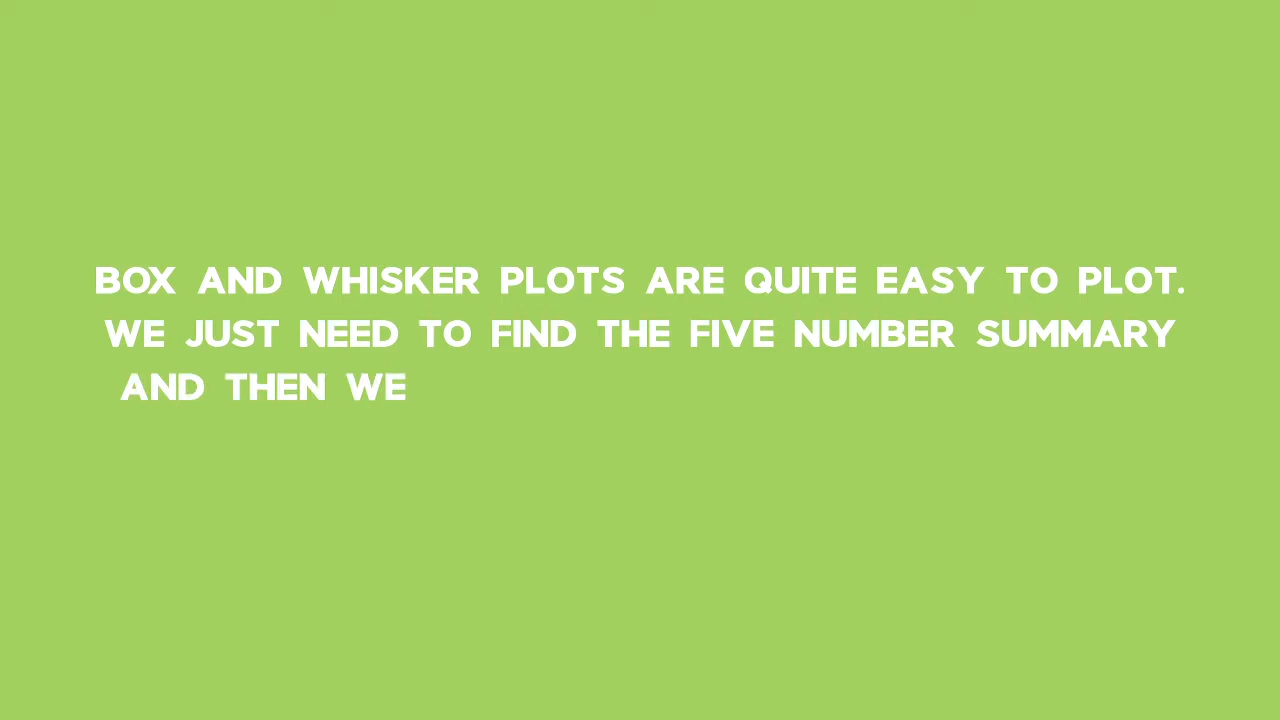 BOX AND WHISKER PLOTS ARE QUITE EASY TO PLOT.
WE JUST NEED TO FIND THE FIVE NUMBER SUMMARY
AND THEN WE